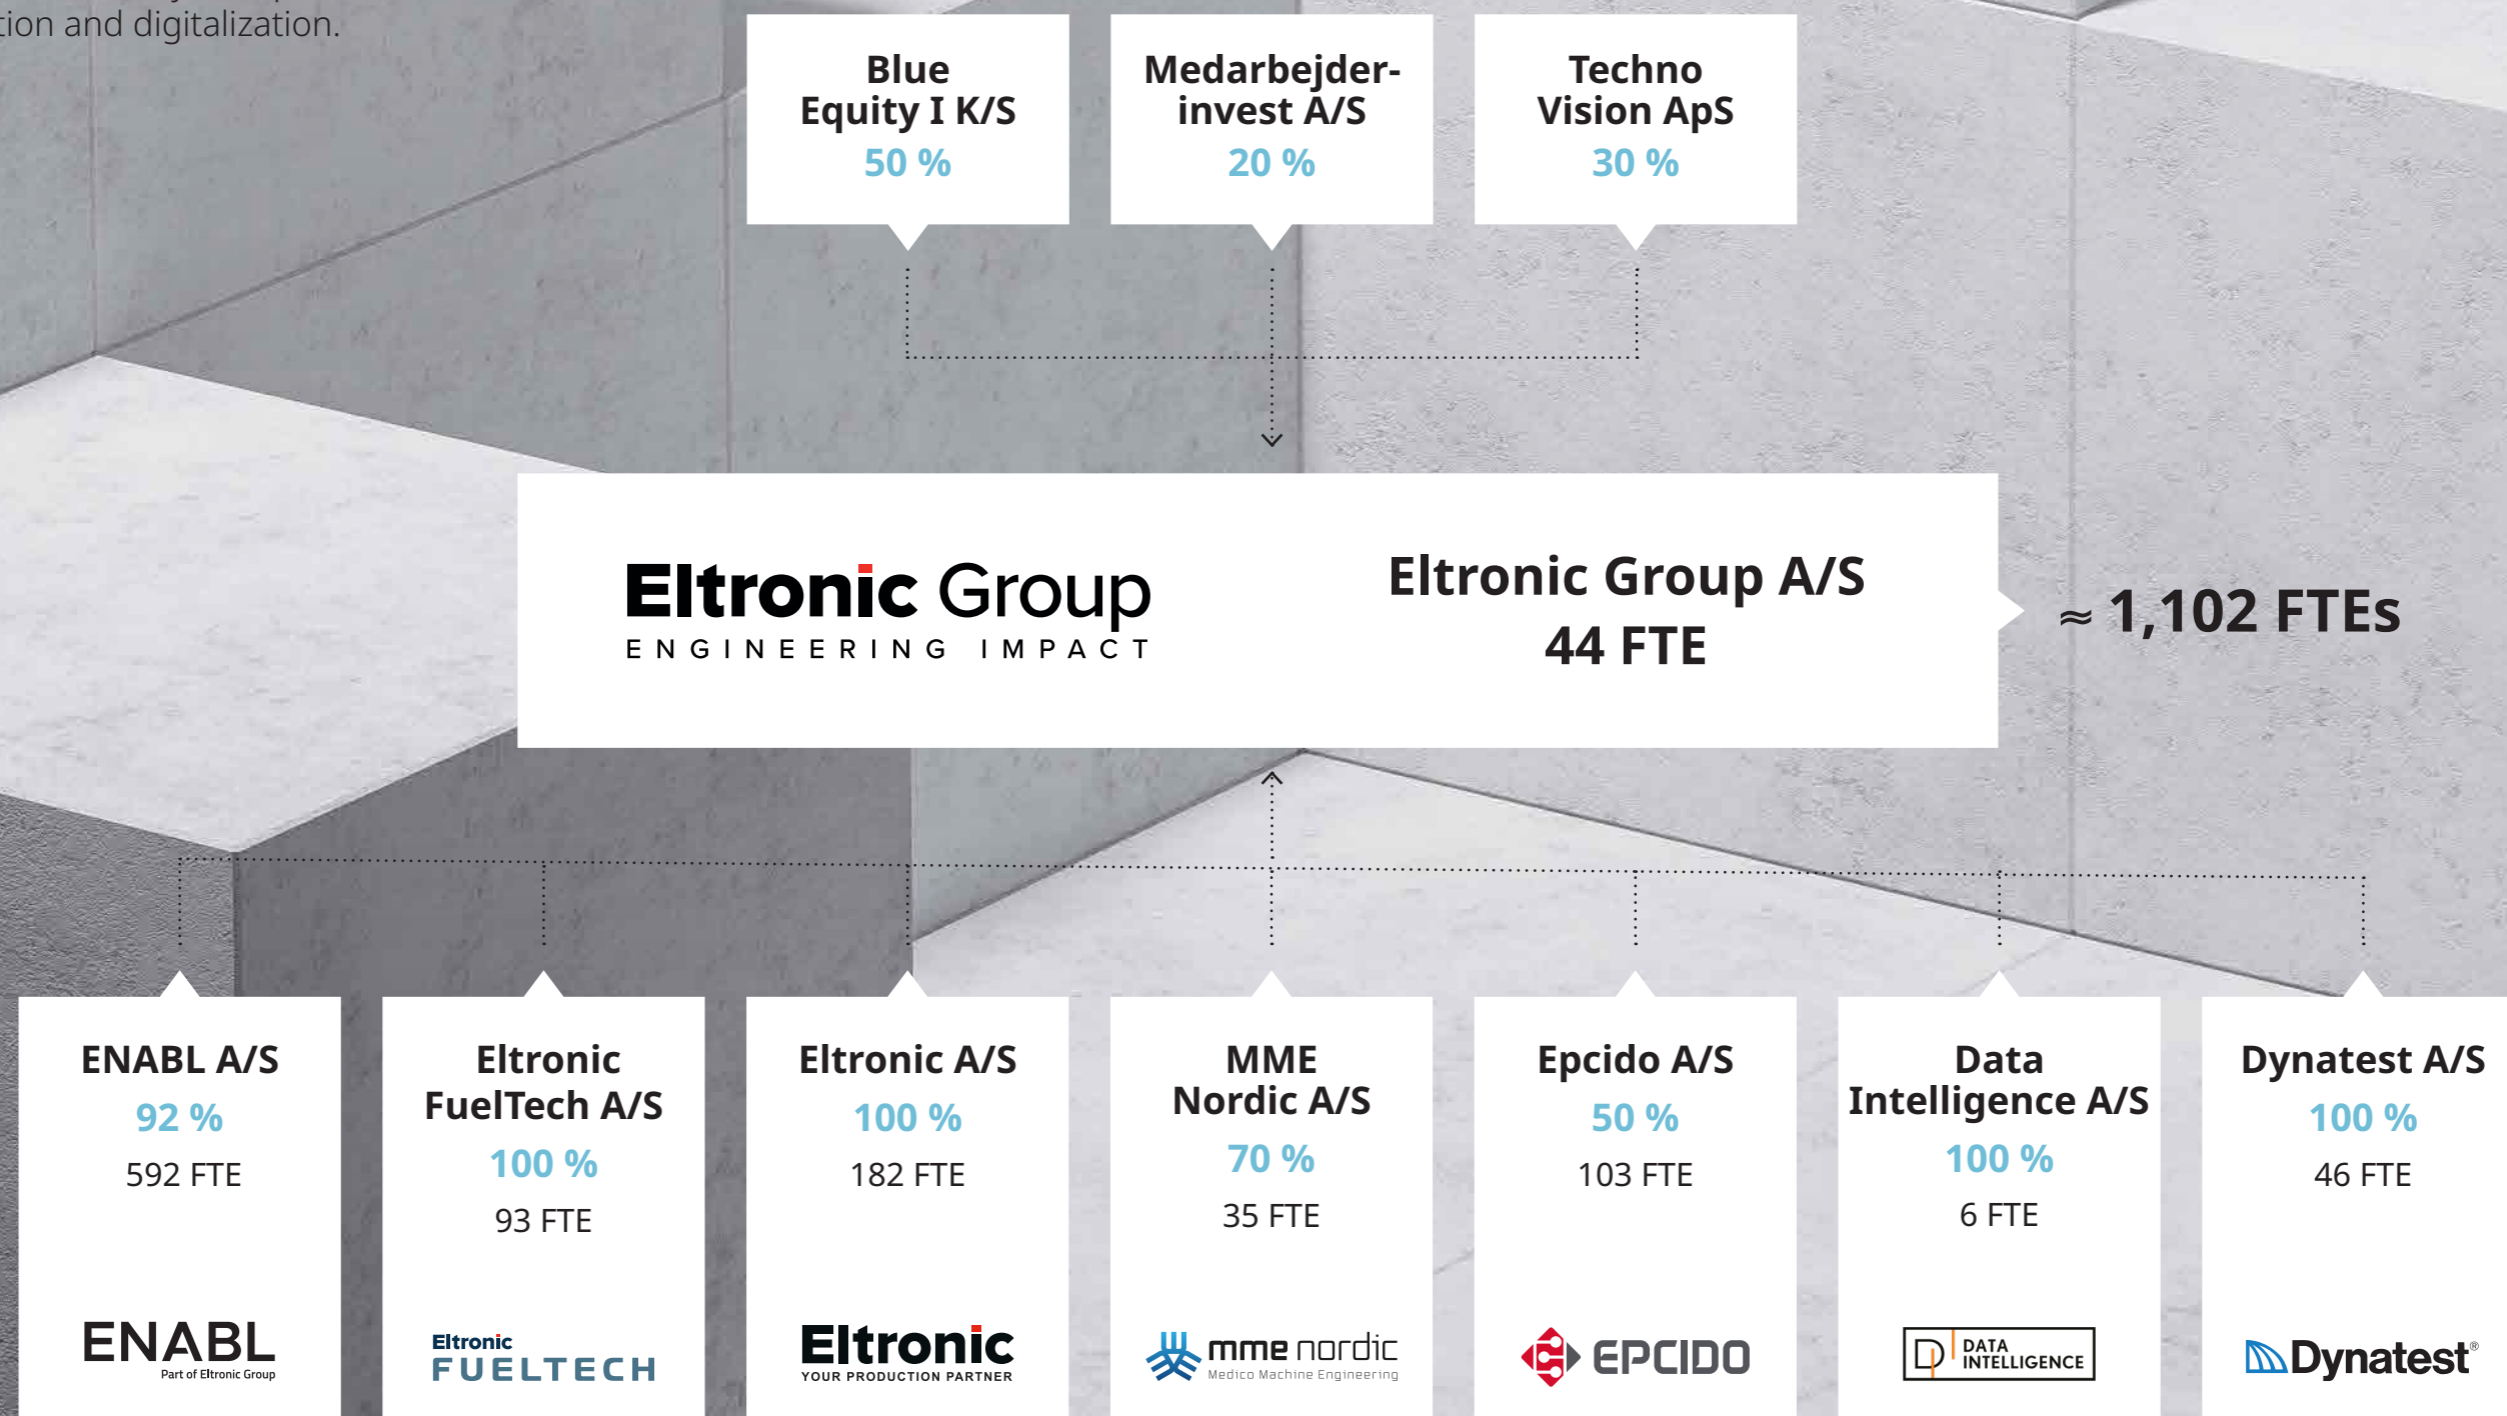 tion and digitalization.
Blue
Equity I K/S
50 %
Medarbejder-
invest A/S
20 %
Techno
Vision ApS
30 %
Eltronic Group
ENGINEERING IMPACT
Eltronic Group A/S
44 FTE
≈ 1,102 FTEs
ENABL A/S
92 %
592 FTE
ENABL
Part of Eltronic Group
Eltronic
FuelTech A/S
100 %
93 FTE
Eltronic
FUELTECH
Eltronic A/S
100 %
182 FTE
Eltronic
YOUR PRODUCTION PARTNER
MME
Nordic A/S
70 %
35 FTE
mme nordic
Medico Machine Engineering
Epcido A/S
50 %
103 FTE
EPCIDO
Data
Intelligence A/S
100 %
6 FTE
DI DATA
INTELLIGENCE
Dynatest A/S
100 %
46 FTE
Dynatest®